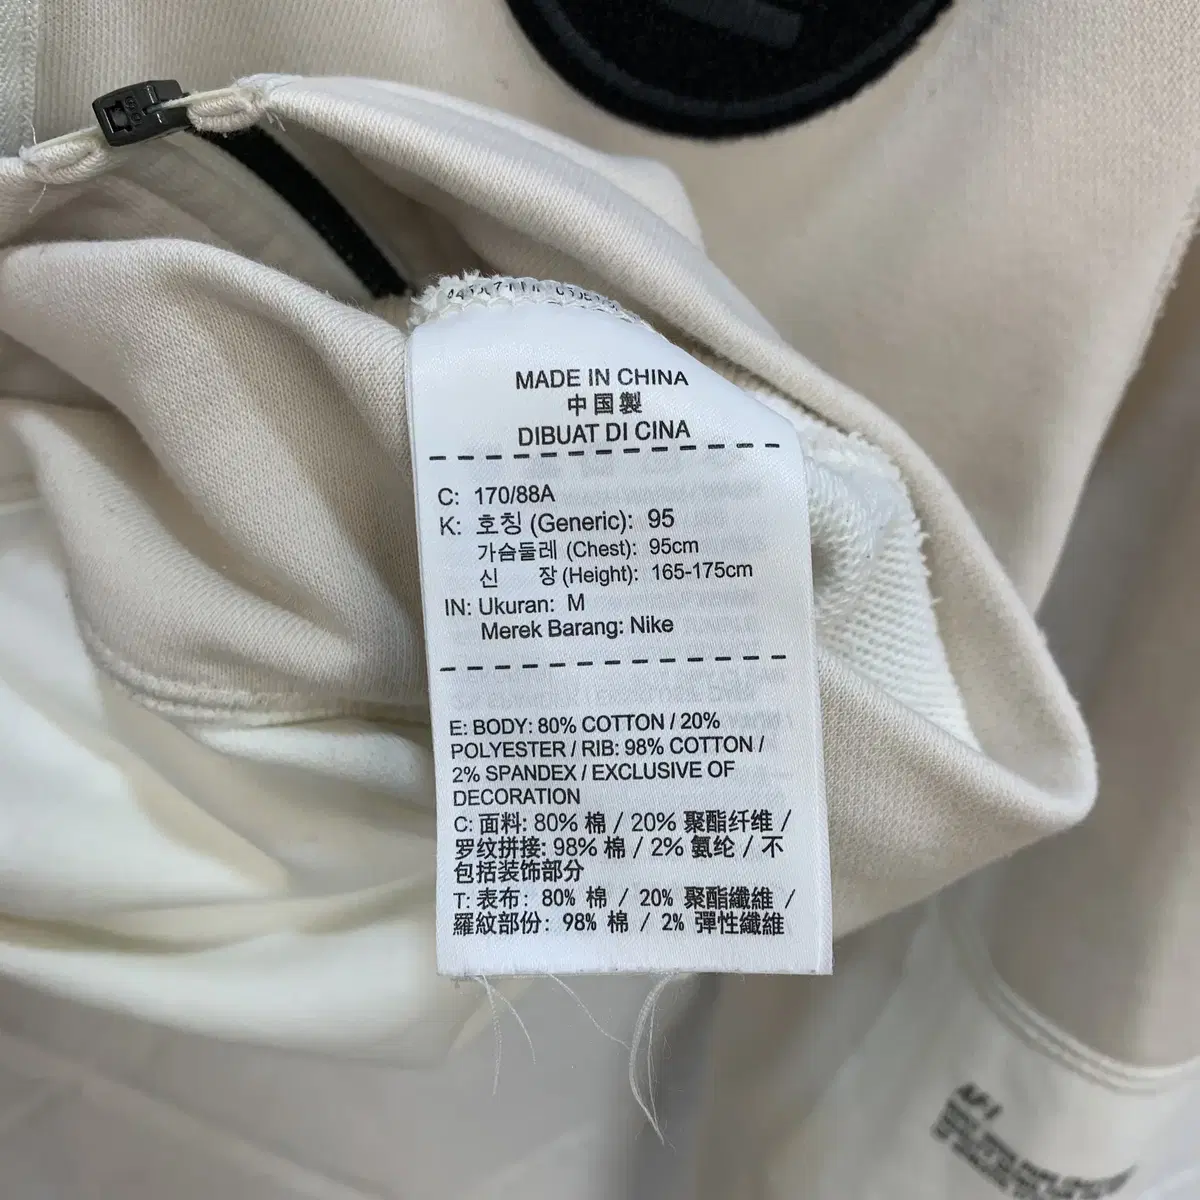 MADE IN CHINA
中国製
DIBUAT DI CINA
C: 170/88A
K: 호칭 (Generic): 95
가슴둘레 (Chest): 95cm
신 장 (Height): 165-175cm
IN: Ukuran: M
Merek Barang: Nike
E: BODY: 80% COTTON / 20%
POLYESTER / RIB: 98% COTTON /
2% SPANDEX / EXCLUSIVE OF
DECORATION
C: 面料: 80% 棉 / 20% 聚酯纤维 /
罗纹拼接: 98% 棉 / 2% 氨纶 / 不
包括装饰部分
T: 表布: 80% 棉 / 20% 聚酯纖維 /
羅紋部份: 98% 棉 / 2% 彈性纖維